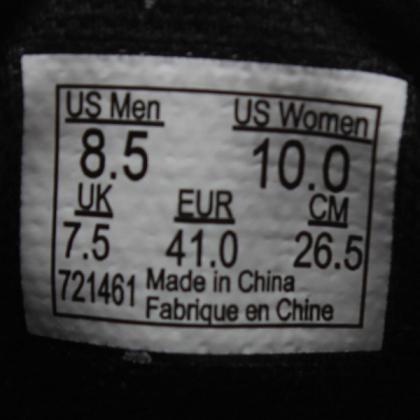 US Men US Women
8.5 10.0
UK EUR CM
7.5 41.0 26.5
721461 Made in China
Fabrique en Chine